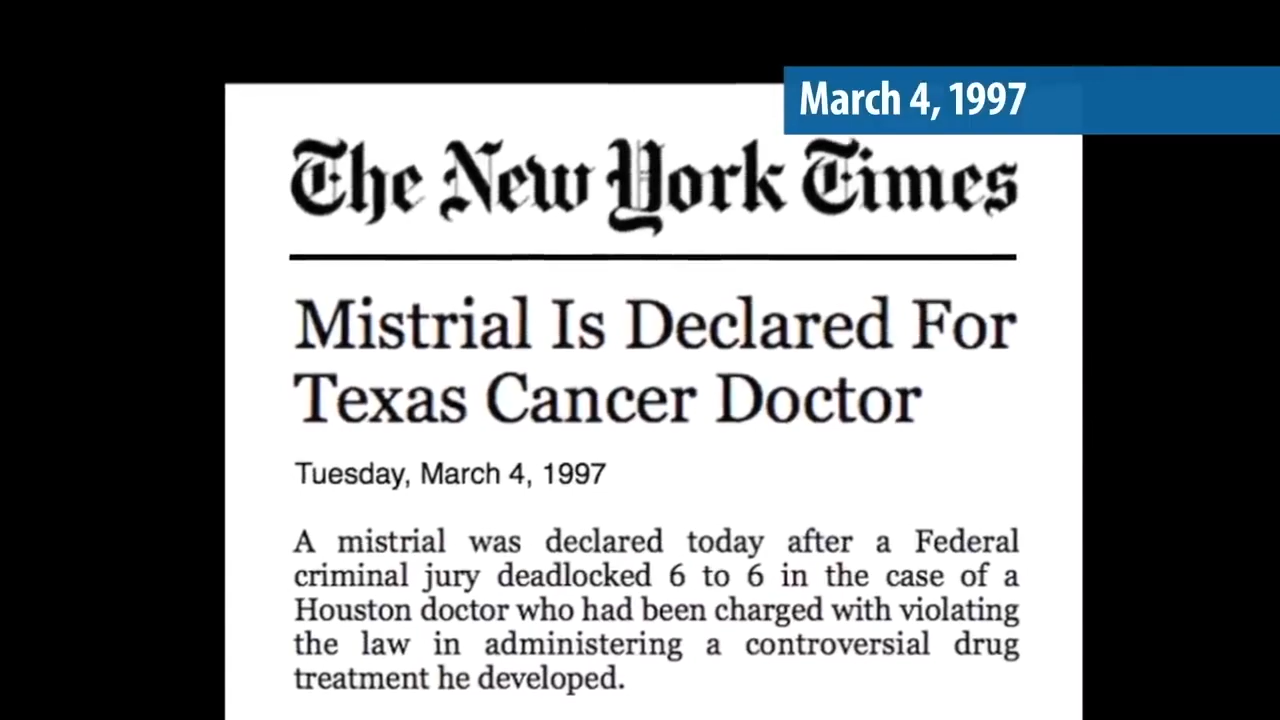 March 4, 1997
The New York Times
Mistrial Is Declared For
Texas Cancer Doctor
Tuesday, March 4, 1997
A mistrial was declared today after a Federal
criminal jury deadlocked 6 to 6 in the case of a
Houston doctor who had been charged with violating
the law in administering a controversial drug
treatment he developed.